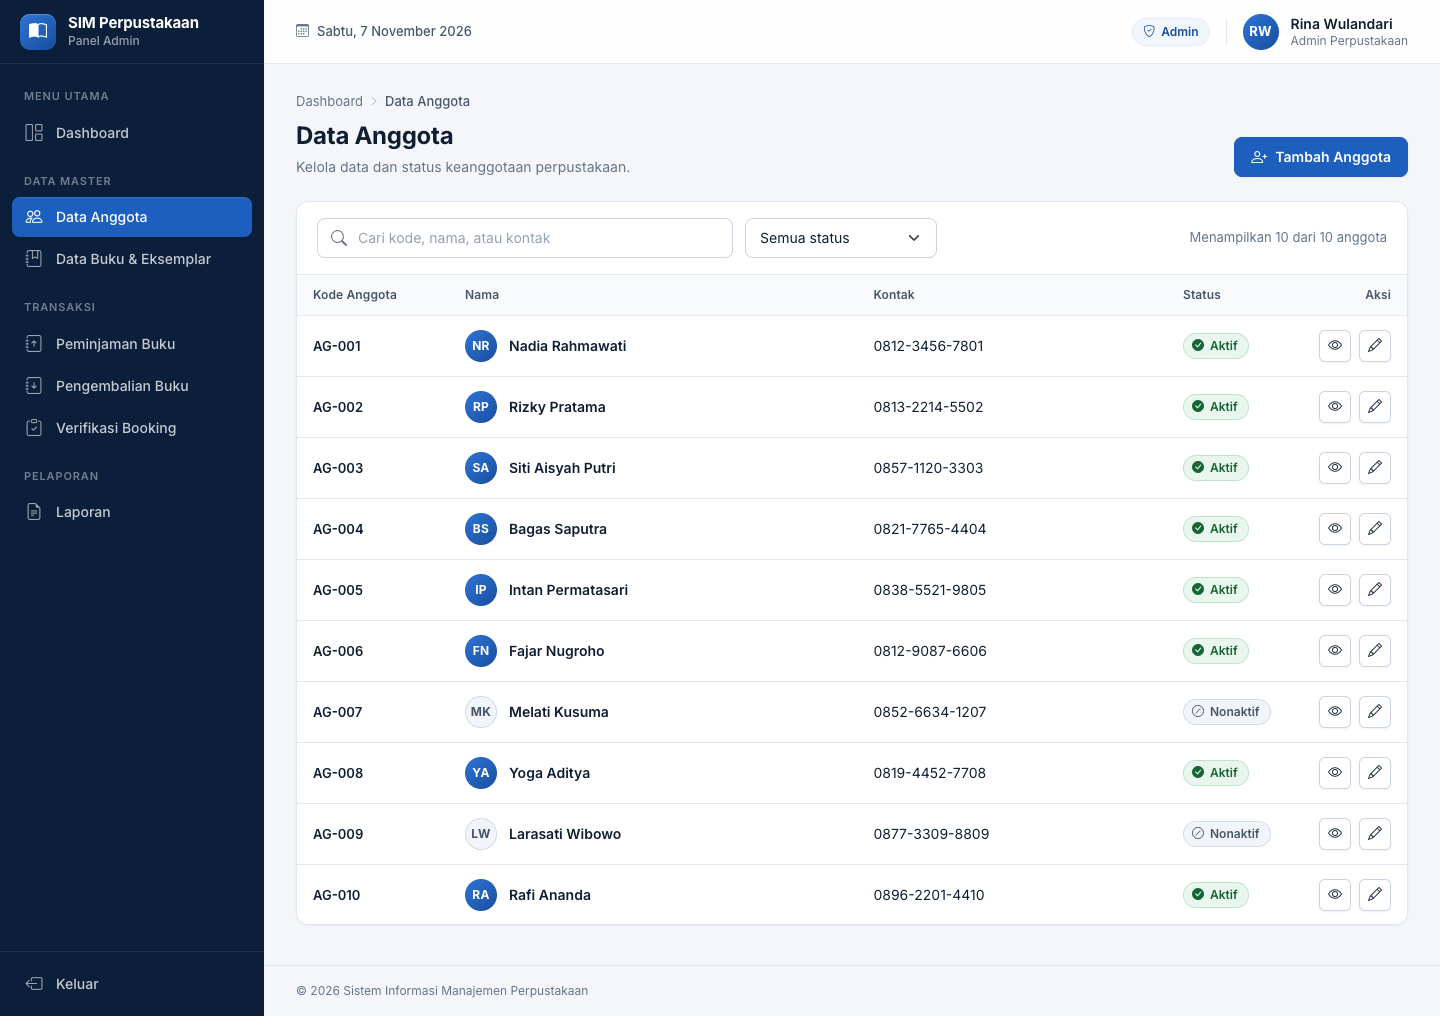 SIM Perpustakaan
Panel Admin
MENU UTAMA
Dashboard
DATA MASTER
Data Anggota
Data Buku & Eksemplar
TRANSAKSI
Peminjaman Buku
Pengembalian Buku
Verifikasi Booking
PELAPORAN
Laporan
Keluar
Sabtu, 7 November 2026
Admin
RW
Rina Wulandari
Admin Perpustakaan
Dashboard Data Anggota
Data Anggota
Kelola data dan status keanggotaan perpustakaan.
Tambah Anggota
Cari kode, nama, atau kontak
Semua status
Menampilkan 10 dari 10 anggota
Kode Anggota Nama Kontak Status Aksi
AG-001 NR Nadia Rahmawati 0812-3456-7801 Aktif
AG-002 RP Rizky Pratama 0813-2214-5502 Aktif
AG-003 SA Siti Aisyah Putri 0857-1120-3303 Aktif
AG-004 BS Bagas Saputra 0821-7765-4404 Aktif
AG-005 IP Intan Permatasari 0838-5521-9805 Aktif
AG-006 FN Fajar Nugroho 0812-9087-6606 Aktif
AG-007 MK Melati Kusuma 0852-6634-1207 Nonaktif
AG-008 YA Yoga Aditya 0819-4452-7708 Aktif
AG-009 LW Larasati Wibowo 0877-3309-8809 Nonaktif
AG-010 RA Rafi Ananda 0896-2201-4410 Aktif
© 2026 Sistem Informasi Manajemen Perpustakaan